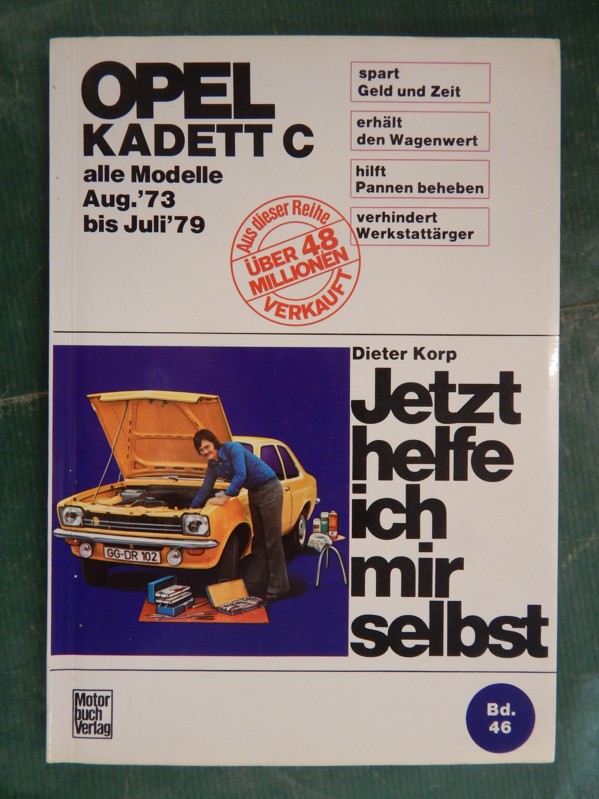 OPEL
KADETT C
alle Modelle
Aug.'73
bis Juli'79
spart
Geld und Zeit
erhält
den Wagenwert
hilft
Pannen beheben
verhindert
Werkstattärger
Aus dieser Reihe
ÜBER 48
MILLIONEN
VERKAUFT
Dieter Korp
Jetzt
helfe
ich
mir
selbst
GG-DR 102
Motor
buch
Verlag
Bd.
46